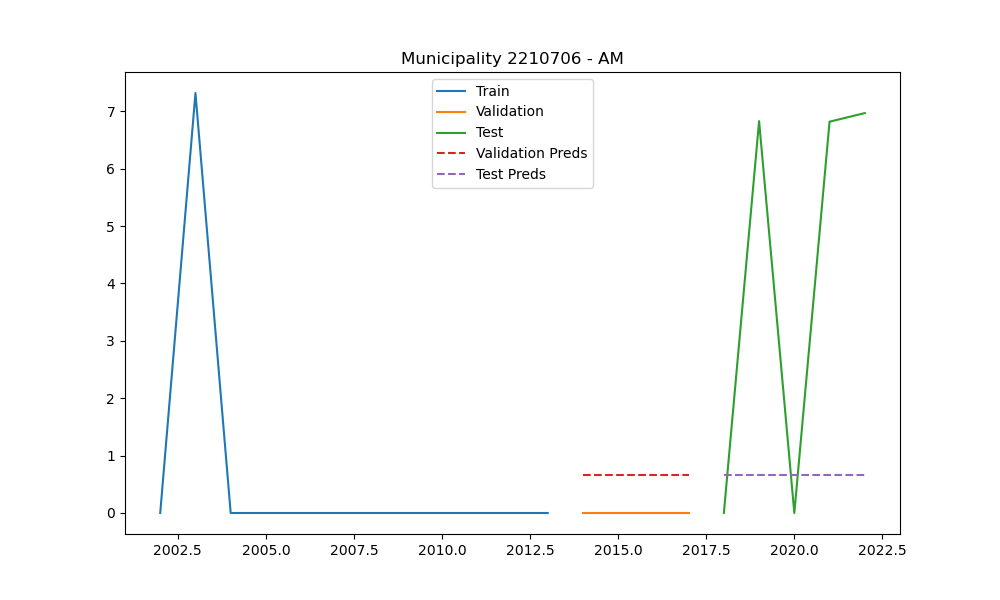 Municipality 2210706 - AM
Train
Validation
Test
Validation Preds
Test Preds
7
6
5
4
3
2
1
0
2002.5 2005.0 2007.5 2010.0 2012.5 2015.0 2017.5 2020.0 2022.5